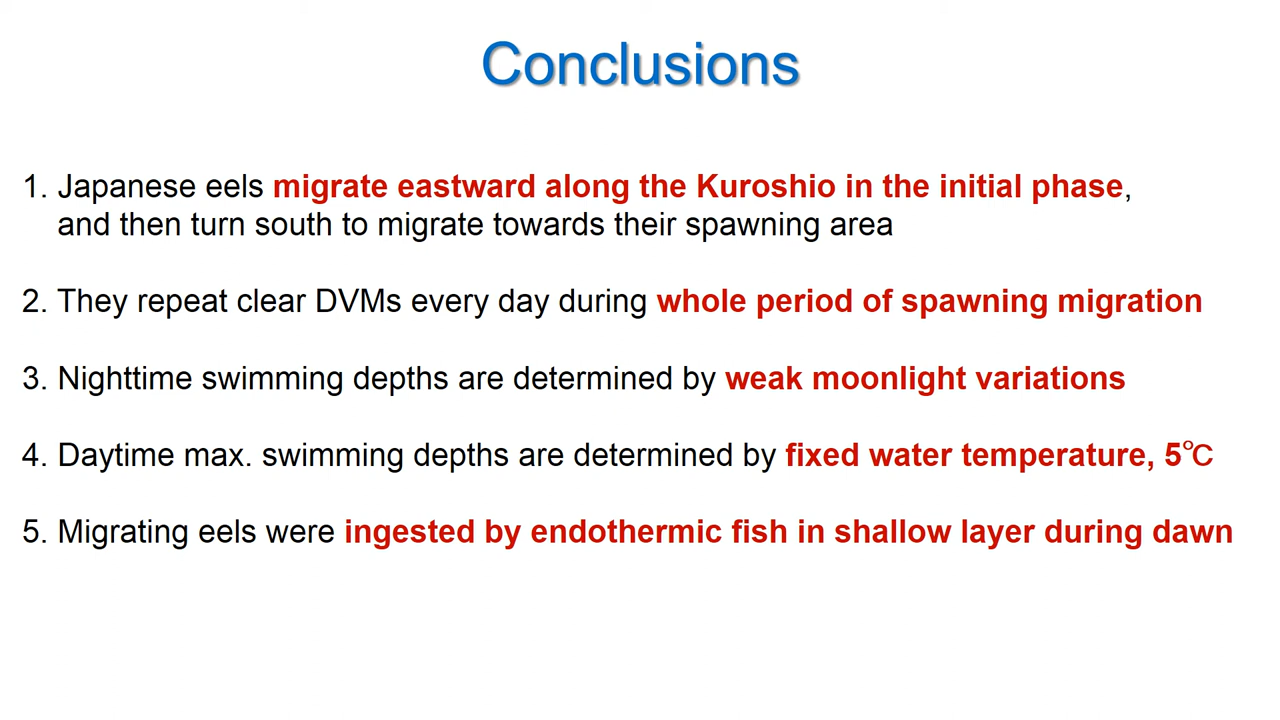 Conclusions
1. Japanese eels migrate eastward along the Kuroshio in the initial phase,
and then turn south to migrate towards their spawning area
2. They repeat clear DVMs every day during whole period of spawning migration
3. Nighttime swimming depths are determined by weak moonlight variations
4. Daytime max. swimming depths are determined by fixed water temperature, 5℃
5. Migrating eels were ingested by endothermic fish in shallow layer during dawn